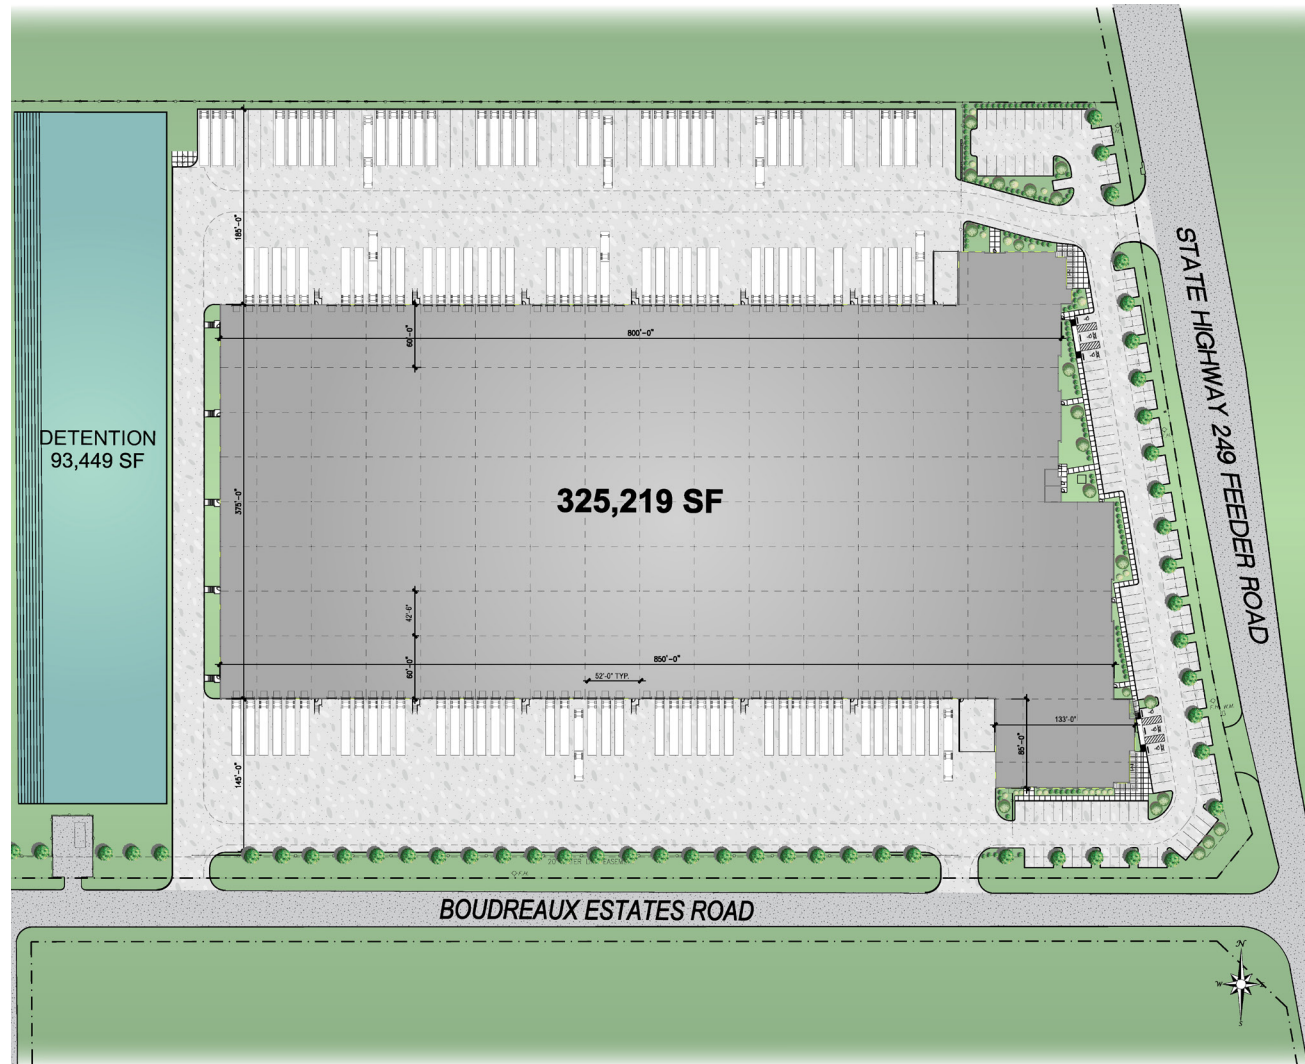 STATE HIGHWAY 249 FEEDER ROAD
185'-0"
800'-0"
60'-0"
DETENTION
93,449 SF
375'-0"
325,219 SF
42'-6"
60'-0"
850'-0"
52'-0" TYP.
133'-0"
85'-0"
145'-0"
F.H.
BOUDREAUX ESTATES ROAD
N
W
E
S